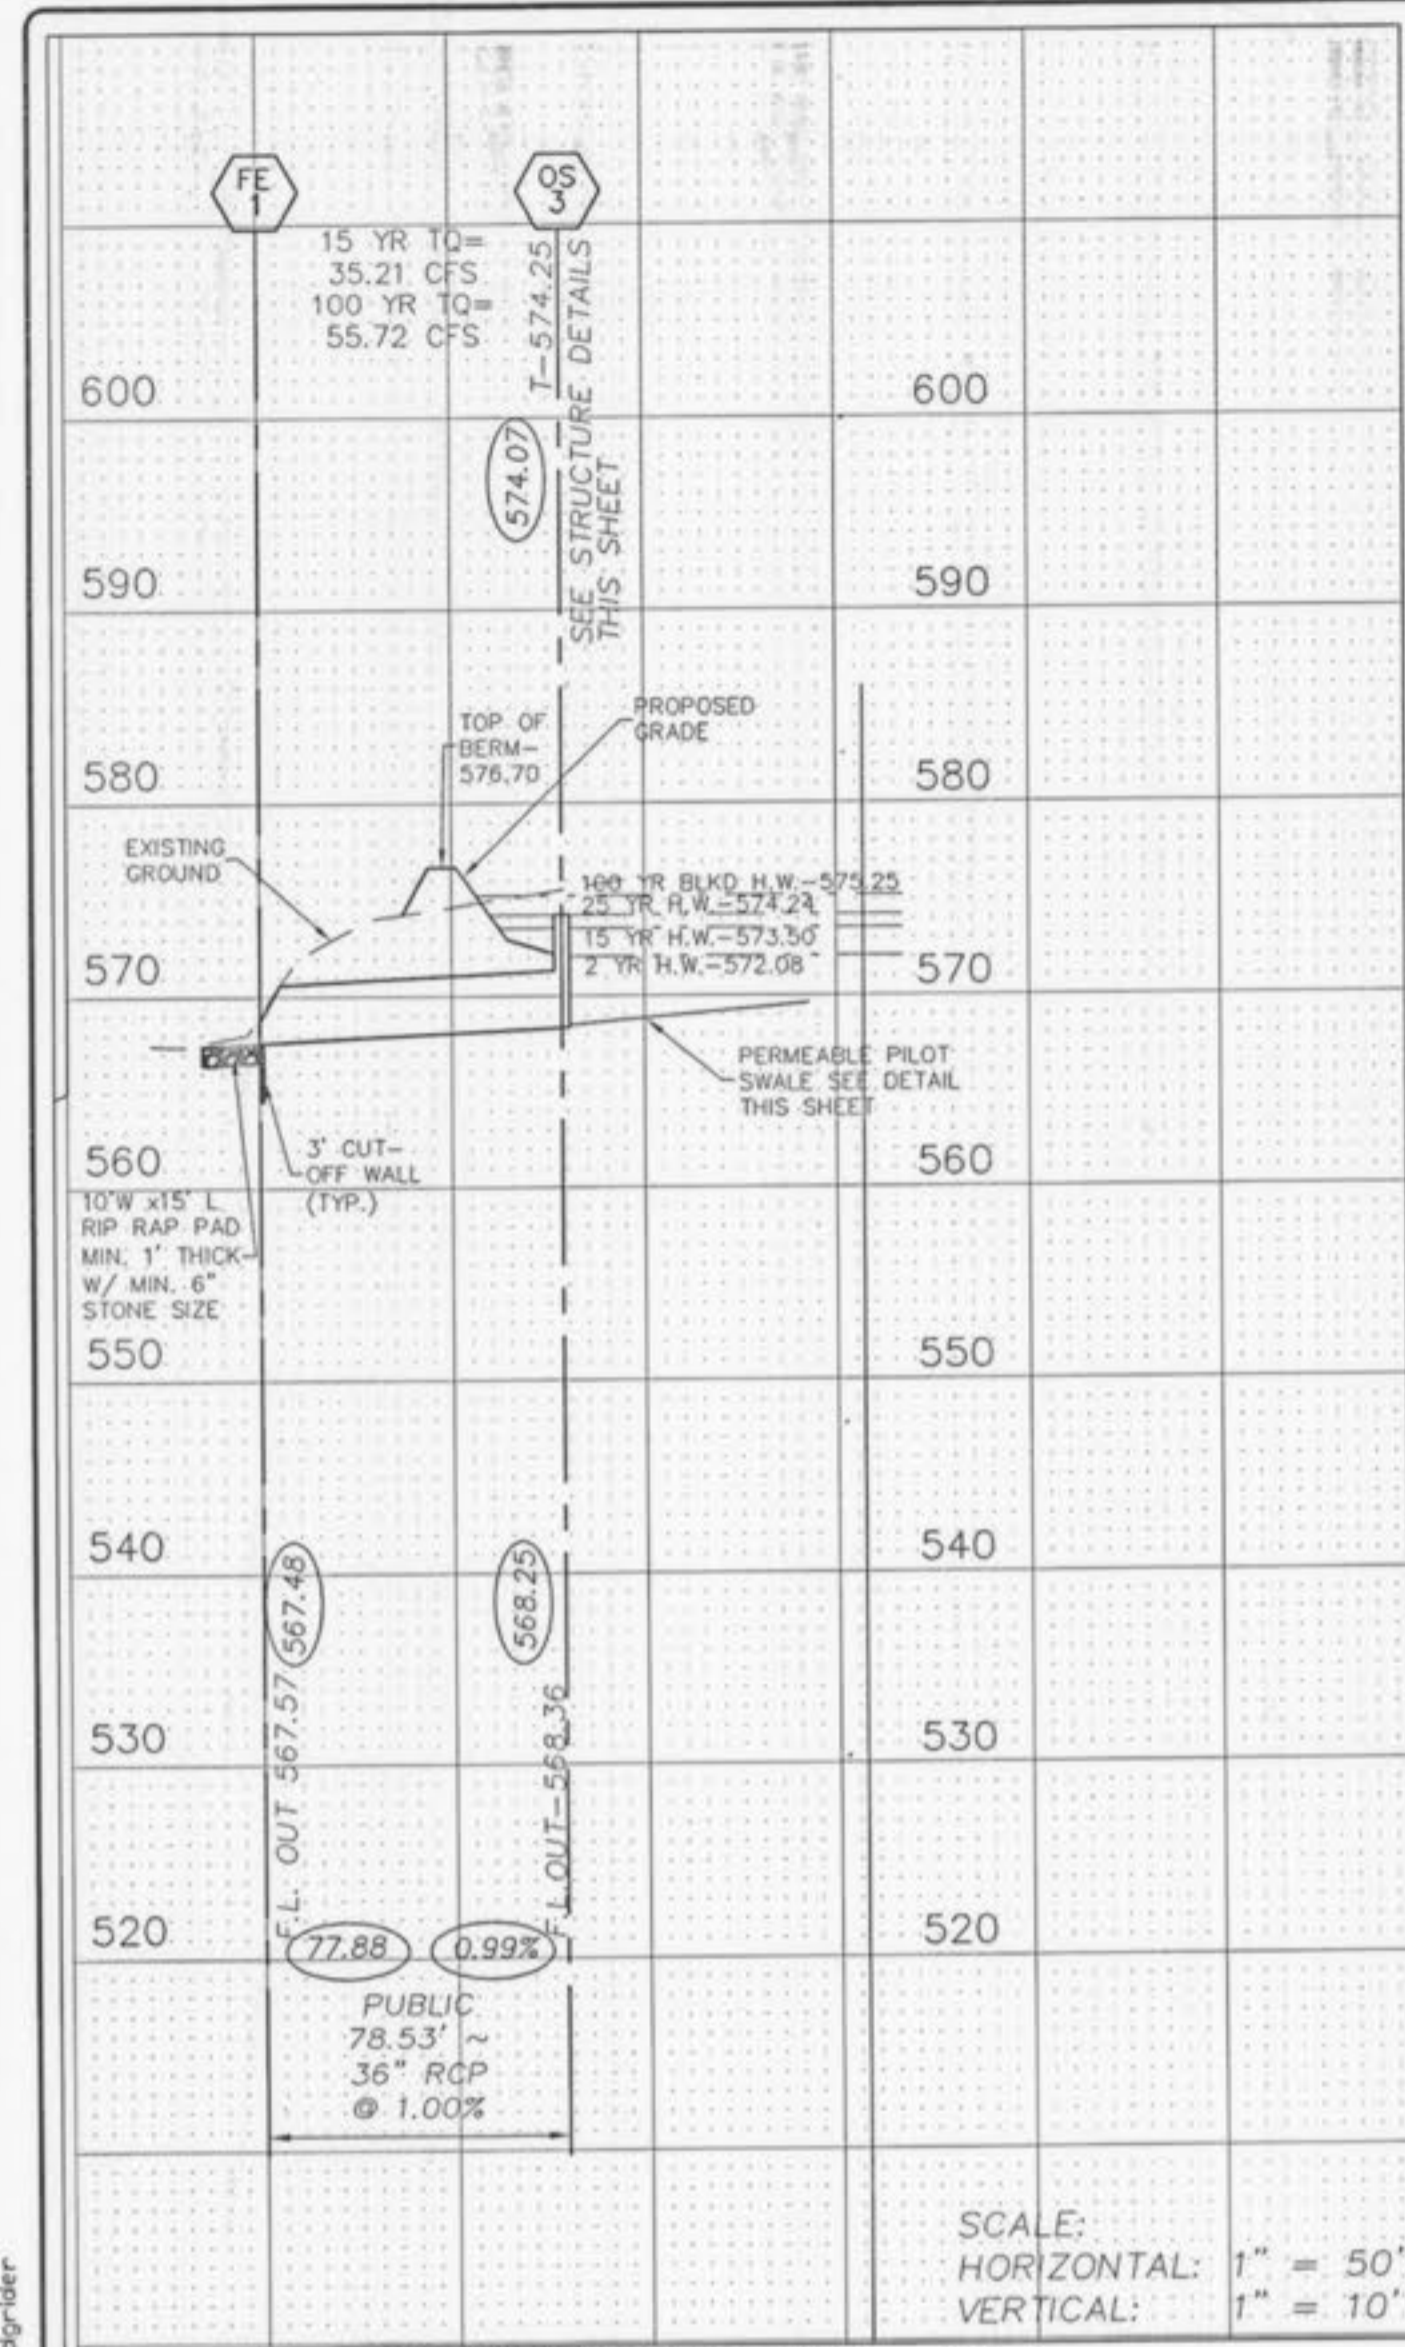 FE
1
OS
3
15 YR TQ=
35.21 CFS
100 YR TQ=
55.72 CFS
T-574.25
SEE STRUCTURE DETAILS
THIS SHEET
574.07
600
600
590
590
TOP OF
BERM-
576.70
PROPOSED
GRADE
580
580
EXISTING
GROUND
100 YR BLKD H.W.-575.25
25 YR H.W.-574.24
15 YR H.W.-573.50
2 YR H.W.-572.08
570
570
PERMEABLE PILOT
SWALE SEE DETAIL
THIS SHEET
3' CUT-
OFF WALL
(TYP.)
560
560
10'W x15' L
RIP RAP PAD
MIN. 1' THICK
W/ MIN. 6"
STONE SIZE
550
550
540
540
567.48
568.25
F.L. OUT 567.57
F.L.OUT-568.36
530
530
520
520
77.88
0.99%
PUBLIC
78.53' ~
36" RCP
@ 1.00%
SCALE:
HORIZONTAL: 1" = 50'
VERTICAL: 1" = 10'
dgrider